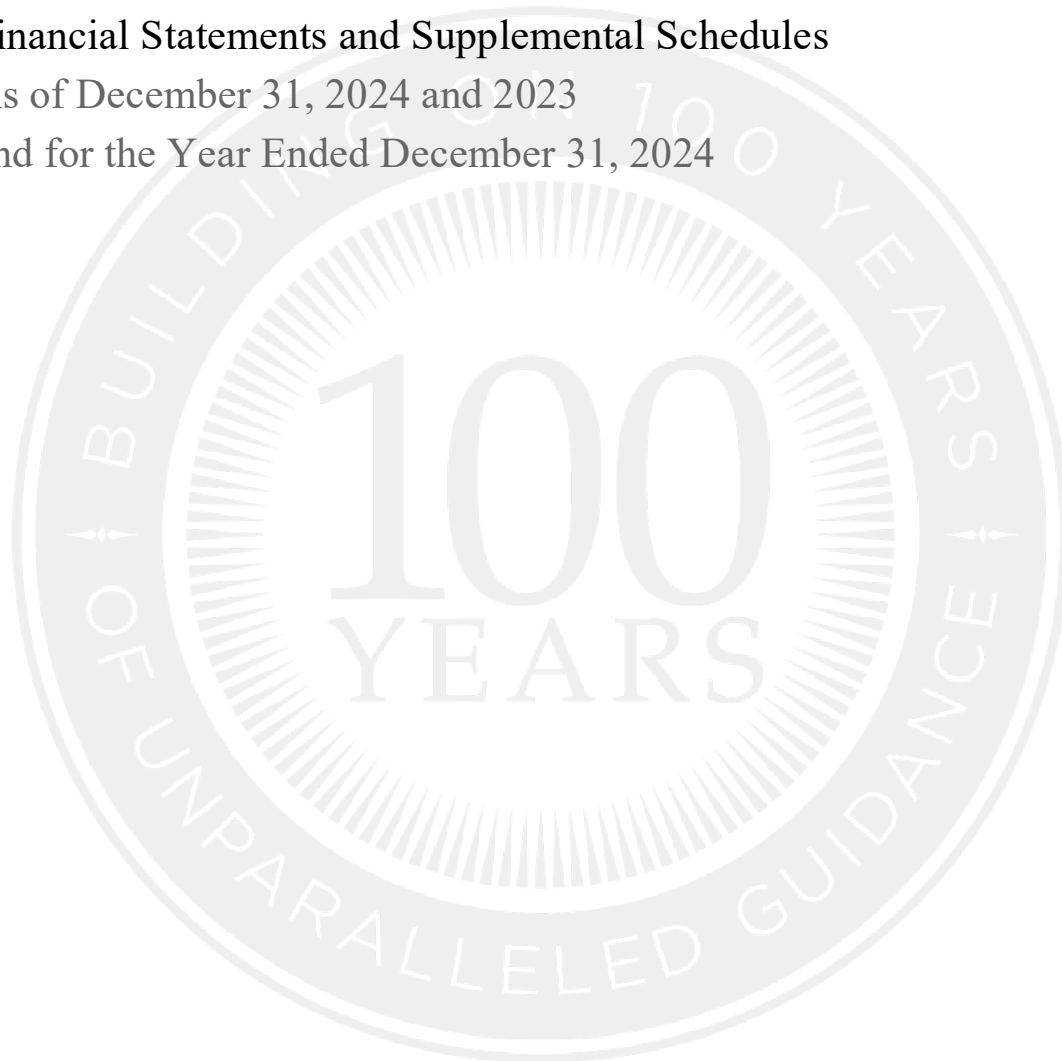 inancial Statements and Supplemental Schedules
s of December 31, 2024 and 2023
nd for the Year Ended December 31, 2024
BUILDING ON 100 YEARS
100
YEARS
OF UNPARALLELED GUIDANCE